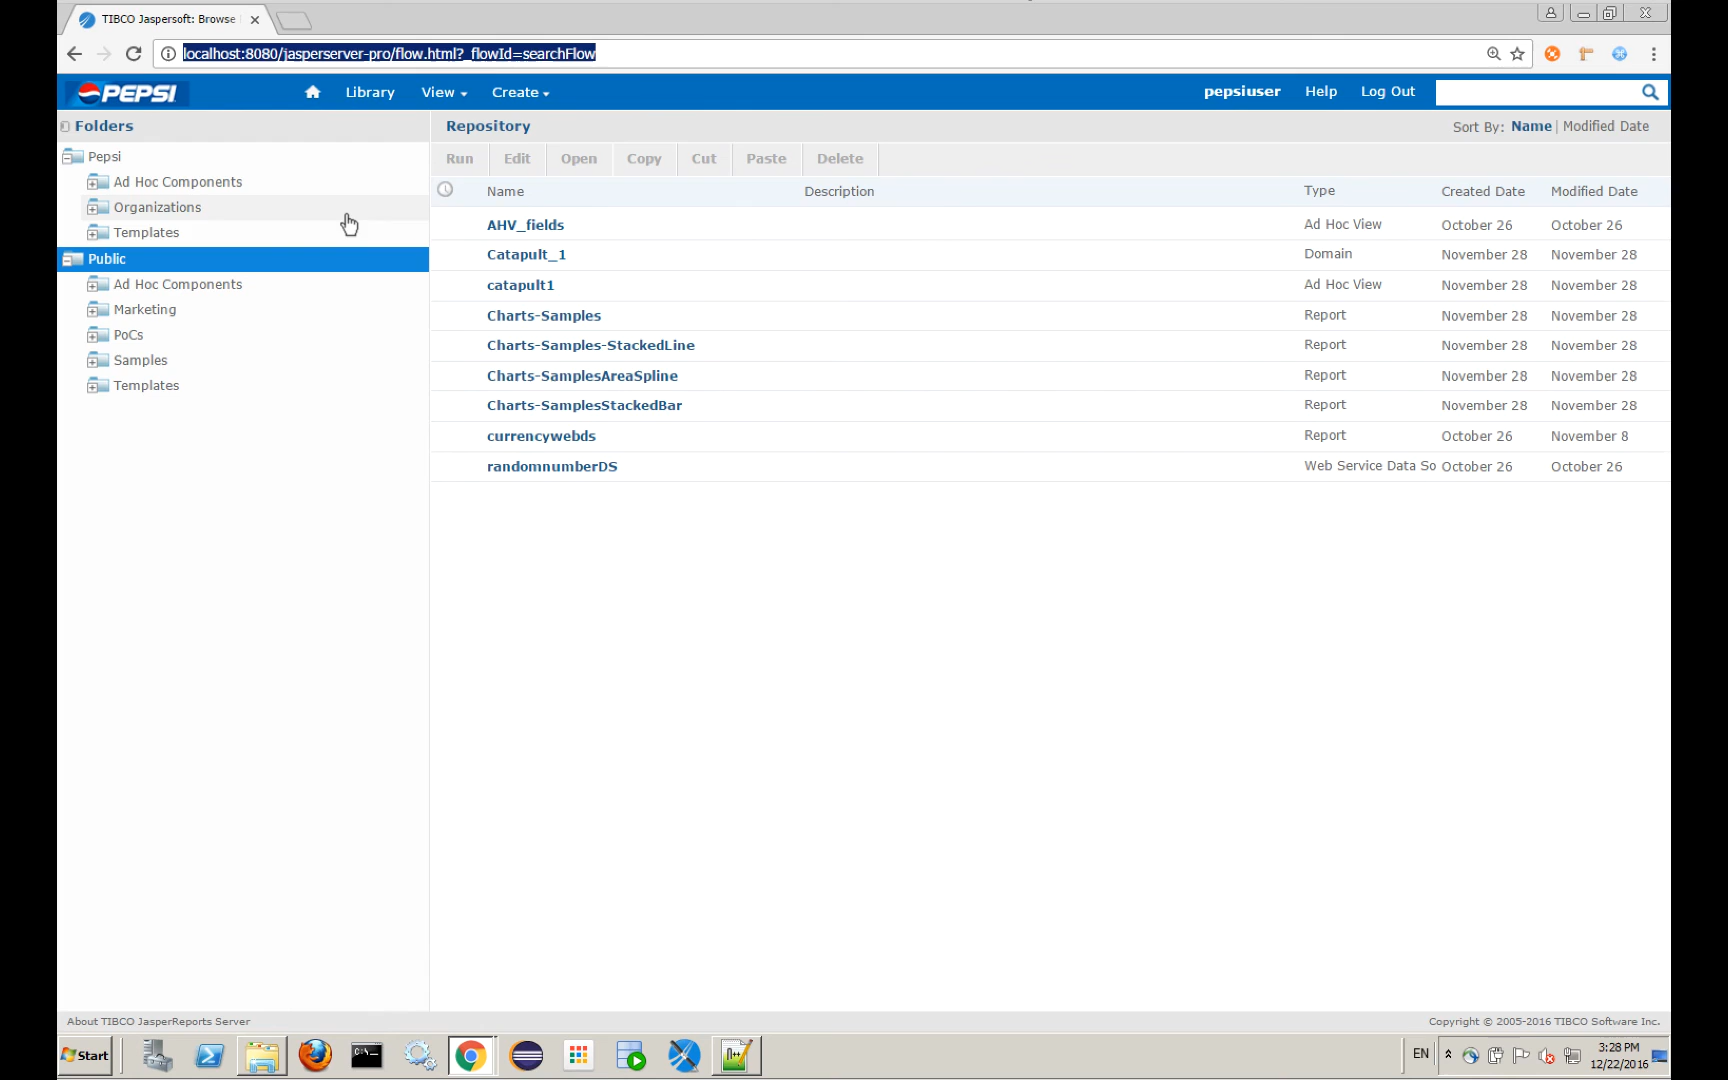 TIBCO Jaspersoft: Browse
localhost:8080/jasperserver-pro/flow.html?_flowId=searchFlow
PEPSI
Library
View
Create
pepsiuser
Help
Log Out
Folders
Repository
Sort By: Name | Modified Date
Pepsi
Ad Hoc Components
Organizations
Templates
Public
Ad Hoc Components
Marketing
PoCs
Samples
Templates
Run
Edit
Open
Copy
Cut
Paste
Delete
Name Description Type Created Date Modified Date
AHV_fields Ad Hoc View October 26 October 26
Catapult_1 Domain November 28 November 28
catapult1 Ad Hoc View November 28 November 28
Charts-Samples Report November 28 November 28
Charts-Samples-StackedLine Report November 28 November 28
Charts-SamplesAreaSpline Report November 28 November 28
Charts-SamplesStackedBar Report November 28 November 28
currencywebds Report October 26 November 8
randomnumberDS Web Service Data So October 26 October 26
About TIBCO JasperReports Server
Copyright © 2005-2016 TIBCO Software Inc.
Start
EN
3:28 PM
12/22/2016